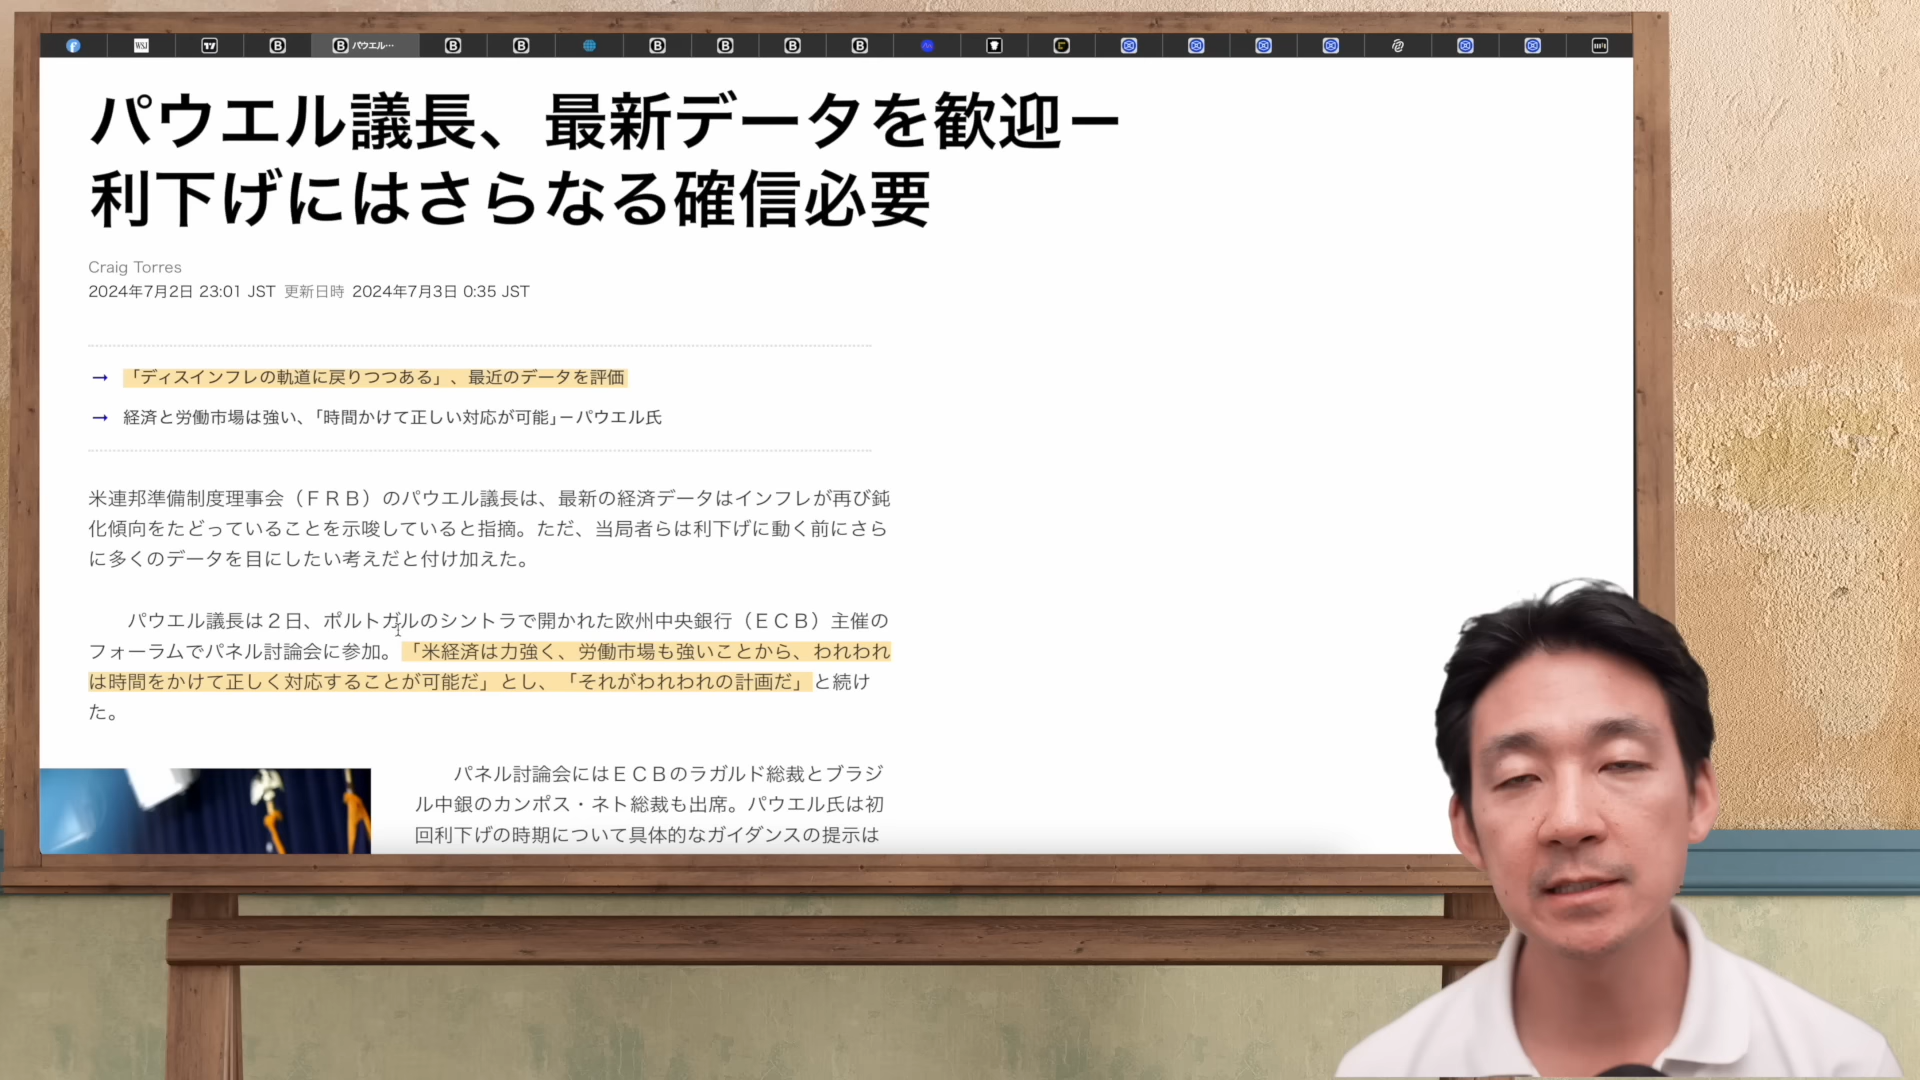 WSJ
17
B
B パウエル…
B
B
B
B
B
B
パウエル議長、最新データを歓迎ー
利下げにはさらなる確信必要
Craig Torres
2024年7月2日 23:01 JST 更新日時 2024年7月3日 0:35 JST
→ 「ディスインフレの軌道に戻りつつある」、最近のデータを評価
→ 経済と労働市場は強い、「時間かけて正しい対応が可能」ーパウエル氏
米連邦準備制度理事会（ＦＲＢ）のパウエル議長は、最新の経済データはインフレが再び鈍
化傾向をたどっていることを示唆していると指摘。ただ、当局者らは利下げに動く前にさら
に多くのデータを目にしたい考えだと付け加えた。
パウエル議長は２日、ポルトガルのシントラで開かれた欧州中央銀行（ＥＣＢ）主催の
フォーラムでパネル討論会に参加。「米経済は力強く、労働市場も強いことから、われわれ
は時間をかけて正しく対応することが可能だ」とし、「それがわれわれの計画だ」と続け
た。
パネル討論会にはＥＣＢのラガルド総裁とブラジ
ル中銀のカンポス・ネト総裁も出席。パウエル氏は初
回利下げの時期について具体的なガイダンスの提示は